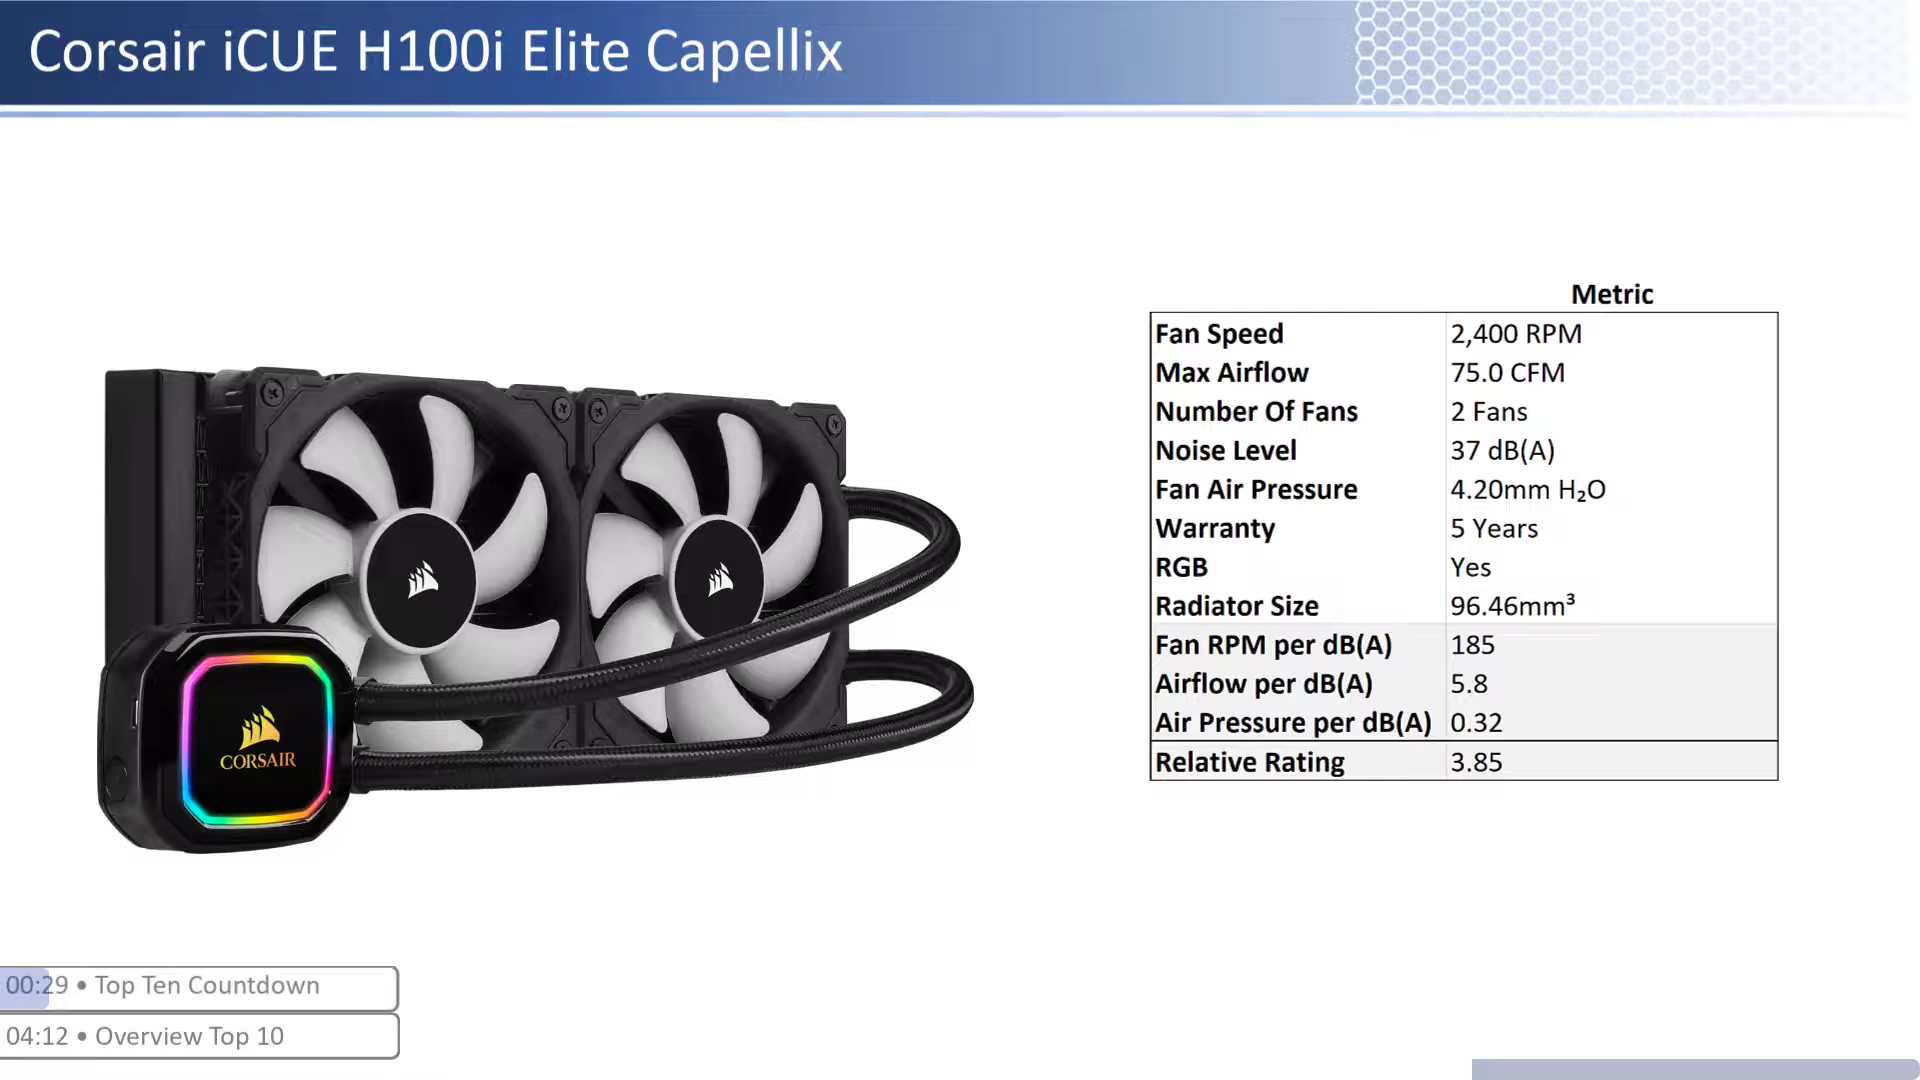 Corsair iCUE H100i Elite Capellix
Metric
Fan Speed 2,400 RPM
Max Airflow 75.0 CFM
Number Of Fans 2 Fans
Noise Level 37 dB(A)
Fan Air Pressure 4.20mm H₂O
Warranty 5 Years
RGB Yes
Radiator Size 96.46mm³
Fan RPM per dB(A) 185
Airflow per dB(A) 5.8
Air Pressure per dB(A) 0.32
Relative Rating 3.85
CORSAIR
00:29 • Top Ten Countdown
04:12 • Overview Top 10